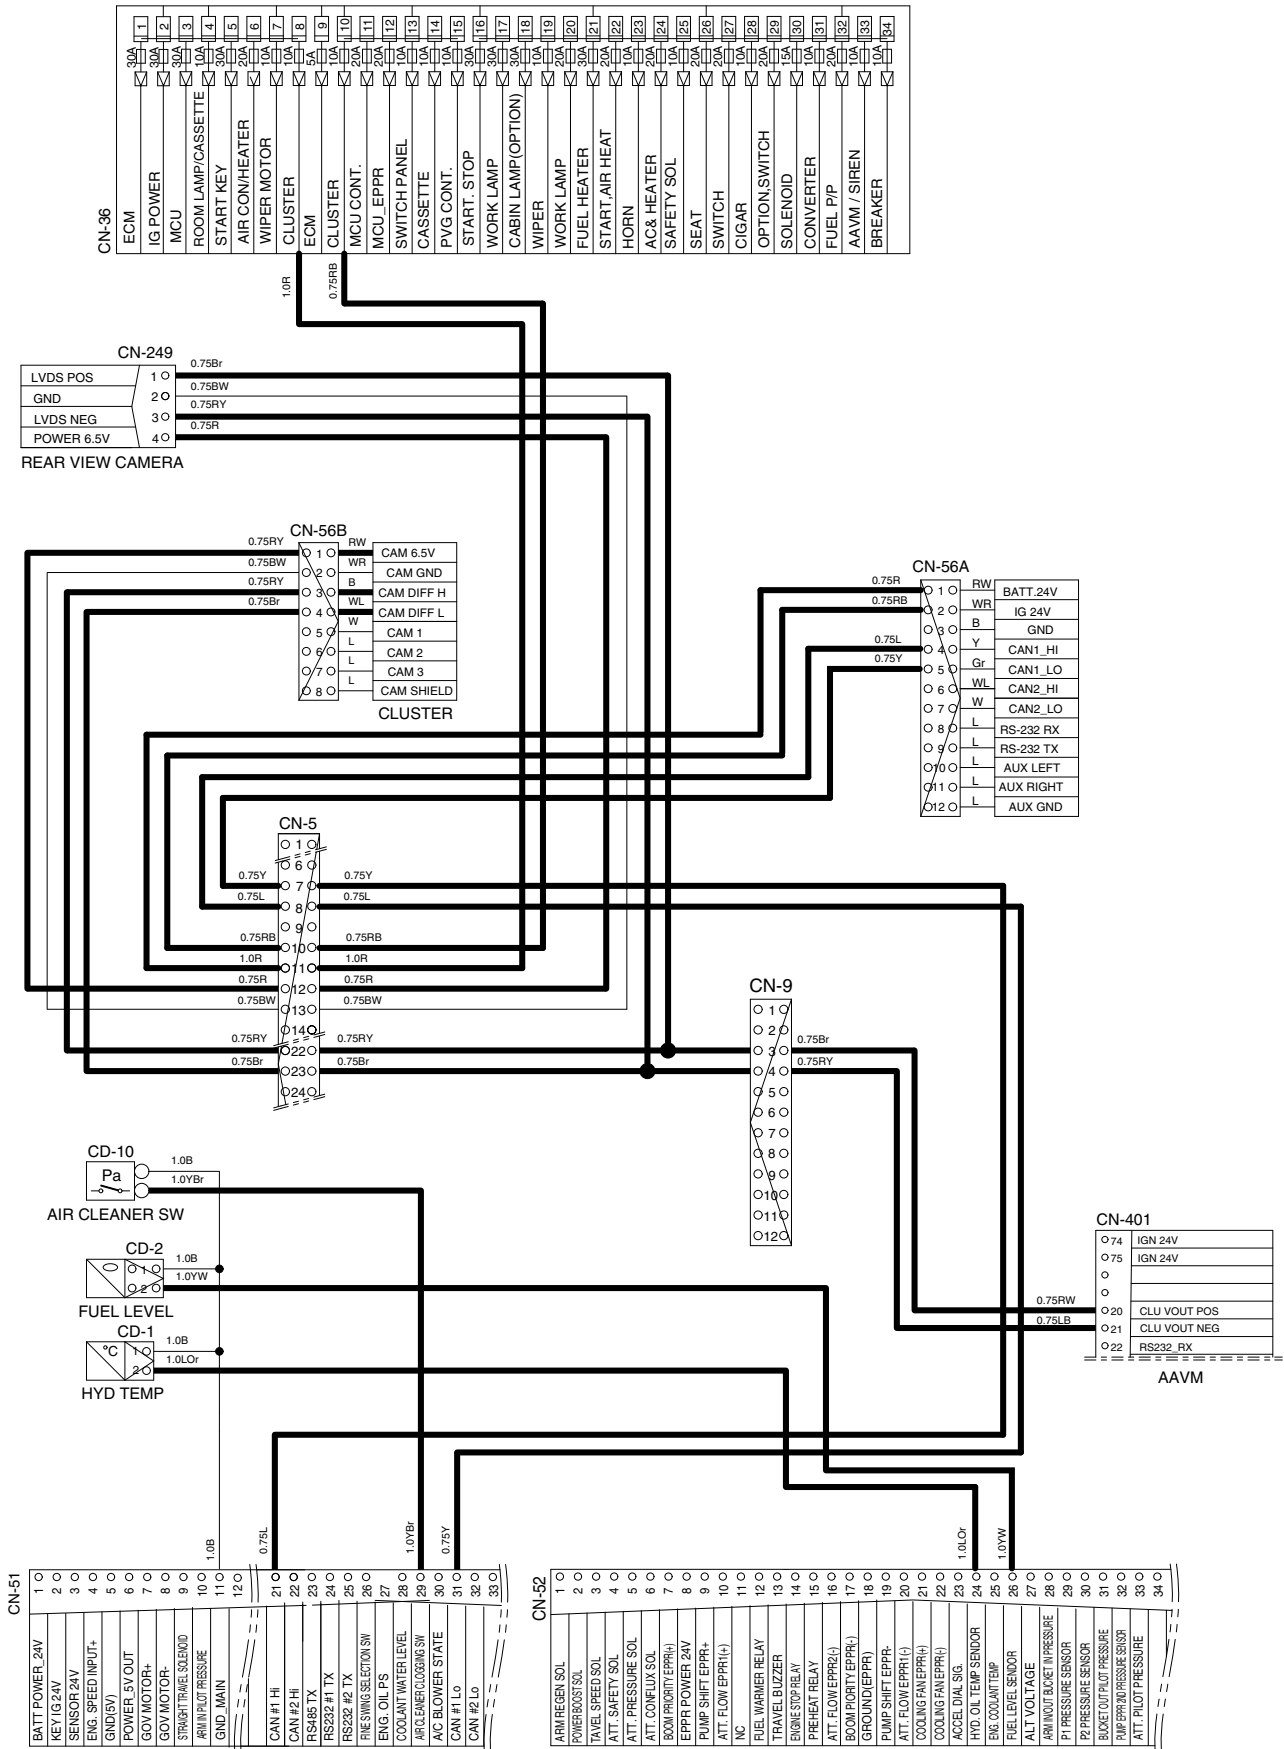 CN-36
1 2 3 4 5 6 7 8 9 10 11 12 13 14 15 16 17 18 19 20 21 22 23 24 25 26 27 28 29 30 31 32 33 34
30A 30A 30A 10A 30A 20A 10A 10A 5A 10A 20A 20A 10A 10A 10A 30A 30A 30A 10A 20A 30A 20A 10A 20A 10A 20A 20A 10A 20A 15A 10A 20A 10A 10A
ECM
IG POWER
MCU
ROOM LAMP/CASSETTE
START KEY
AIR CON/HEATER
WIPER MOTOR
CLUSTER
ECM
CLUSTER
MCU CONT.
MCU_EPPR
SWITCH PANEL
CASSETTE
PVG CONT.
START. STOP
WORK LAMP
CABIN LAMP(OPTION)
WIPER
WORK LAMP
FUEL HEATER
START,AIR HEAT
HORN
AC& HEATER
SAFETY SOL
SEAT
SWITCH
CIGAR
OPTION,SWITCH
SOLENOID
CONVERTER
FUEL P/P
AAVM / SIREN
BREAKER
1.0R
0.75RB
CN-249
LVDS POS 1 0.75Br
GND 2 0.75BW
LVDS NEG 3 0.75RY
POWER 6.5V 4 0.75R
REAR VIEW CAMERA
CN-56B
0.75RY 1 RW CAM 6.5V
0.75BW 2 WR CAM GND
0.75RY 3 B CAM DIFF H
0.75Br 4 WL CAM DIFF L
5 W CAM 1
6 L CAM 2
7 L CAM 3
8 L CAM SHIELD
CLUSTER
CN-56A
0.75R 1 RW BATT.24V
0.75RB 2 WR IG 24V
3 B GND
0.75L 4 Y CAN1_HI
0.75Y 5 Gr CAN1_LO
6 WL CAN2_HI
7 W CAN2_LO
8 L RS-232 RX
9 L RS-232 TX
10 L AUX LEFT
11 L AUX RIGHT
12 L AUX GND
CN-5
1
6
0.75Y 7 0.75Y
0.75L 8 0.75L
9
0.75RB 10 0.75RB
1.0R 11 1.0R
0.75R 12 0.75R
0.75BW 13 0.75BW
14
0.75RY 22 0.75RY
0.75Br 23 0.75Br
24
CN-9
1
2
3 0.75Br
4 0.75RY
5
6
7
8
9
10
11
12
CD-10
Pa
1.0B
1.0YBr
AIR CLEANER SW
CD-2
1 1.0B
2 1.0YW
FUEL LEVEL
CD-1
°C
1 1.0B
2 1.0LOr
HYD TEMP
CN-401
74 IGN 24V
75 IGN 24V
0.75RW 20 CLU VOUT POS
0.75LB 21 CLU VOUT NEG
22 RS232_RX
AAVM
1.0B
0.75L
1.0YBr
0.75Y
1.0LOr
1.0YW
CN-51
1 BATT POWER_24V
2 KEY IG 24V
3 SENSOR 24V
4 ENG. SPEED INPUT+
5 GND(5V)
6 POWER_5V OUT
7 GOV MOTOR+
8 GOV MOTOR-
9 STRAIGHT TRAVEL SOLENOID
10 ARM IN PILOT PRESSURE
11 GND_MAIN
12
21 CAN #1 Hi
22 CAN #2 Hi
23 RS485 TX
24 RS232 #1 TX
25 RS232 #2 TX
26 FINE SWING SELECTION SW
27 ENG. OIL PS
28 COOLANT WATER LEVEL
29 AIR CLEANER CLOGGING SW
30 A/C BLOWER STATE
31 CAN #1 Lo
32 CAN #2 Lo
33
CN-52
1 ARM REGEN SOL
2 POWER BOOST SOL
3 TAVEL SPEED SOL
4 ATT. SAFETY SOL
5 ATT. PRESSURE SOL
6 ATT. CONFLUX SOL
7 BOOM PRIORITY EPPR(+)
8 EPPR POWER 24V
9 PUMP SHIFT EPPR+
10 ATT. FLOW EPPR1(+)
11 NC
12 FUEL WARMER RELAY
13 TRAVEL BUZZER
14 ENGINE STOP RELAY
15 PREHEAT RELAY
16 ATT. FLOW EPPR2(-)
17 BOOM PRIORITY EPPR(-)
18 GROUND(EPPR)
19 PUMP SHIFT EPPR-
20 ATT. FLOW EPPR1(-)
21 COOLING FAN EPPR(+)
22 COOLING FAN EPPR(-)
23 ACCEL DIAL SIG.
24 HYD. OIL TEMP SENDOR
25 ENG. COOLANT TEMP
26 FUEL LEVEL SENDOR
27 ALT VOLTAGE
28 ARM IN/OUT BUCKET IN PRESSURE
29 P1 PRESSURE SENSOR
30 P2 PRESSURE SENSOR
31 BUCKET OUT PILOT PRESSURE
32 PUMP EPPR 2ND PRESSURE SENSOR
33 ATT. PILOT PRESSURE
34